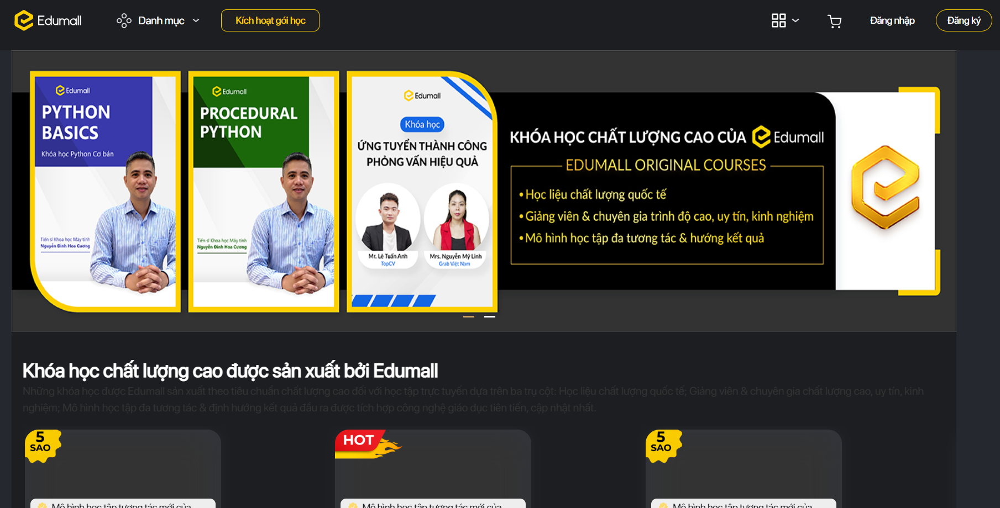 Edumall
Danh mục
Kích hoạt gói học
Đăng nhập
Đăng ký
Edumall
PYTHON
BASICS
Khóa học Python Cơ bản
Tiến sĩ Khoa học Máy tính
Nguyễn Đình Hoa Cương
Edumall
PROCEDURAL
PYTHON
Tiến sĩ Khoa học Máy tính
Nguyễn Đình Hoa Cương
Edumall
Khóa học
ỨNG TUYỂN THÀNH CÔNG
PHỎNG VẤN HIỆU QUẢ
Mr. Lê Tuấn Anh
TopCV
Mrs. Nguyễn Mỹ Linh
Grab Việt Nam
KHÓA HỌC CHẤT LƯỢNG CAO CỦA Edumall
EDUMALL ORIGINAL COURSES
• Học liệu chất lượng quốc tế
• Giảng viên & chuyên gia trình độ cao, uy tín, kinh nghiệm
• Mô hình học tập đa tương tác & hướng kết quả
Khóa học chất lượng cao được sản xuất bởi Edumall
Những khóa học được Edumall sản xuất theo tiêu chuẩn chất lượng cao đối với học tập trực tuyến dựa trên ba trụ cột: Học liệu chất lượng quốc tế; Giảng viên & chuyên gia chất lượng cao, uy tín, kinh
nghiệm; Mô hình học tập đa tương tác & định hướng kết quả đầu ra được tích hợp công nghệ giáo dục tiên tiến, cập nhật nhất.
5
SAO
Mô hình học tập tương tác mới của
HOT
Mô hình học tập tương tác mới của
5
SAO
Mô hình học tập tương tác mới của